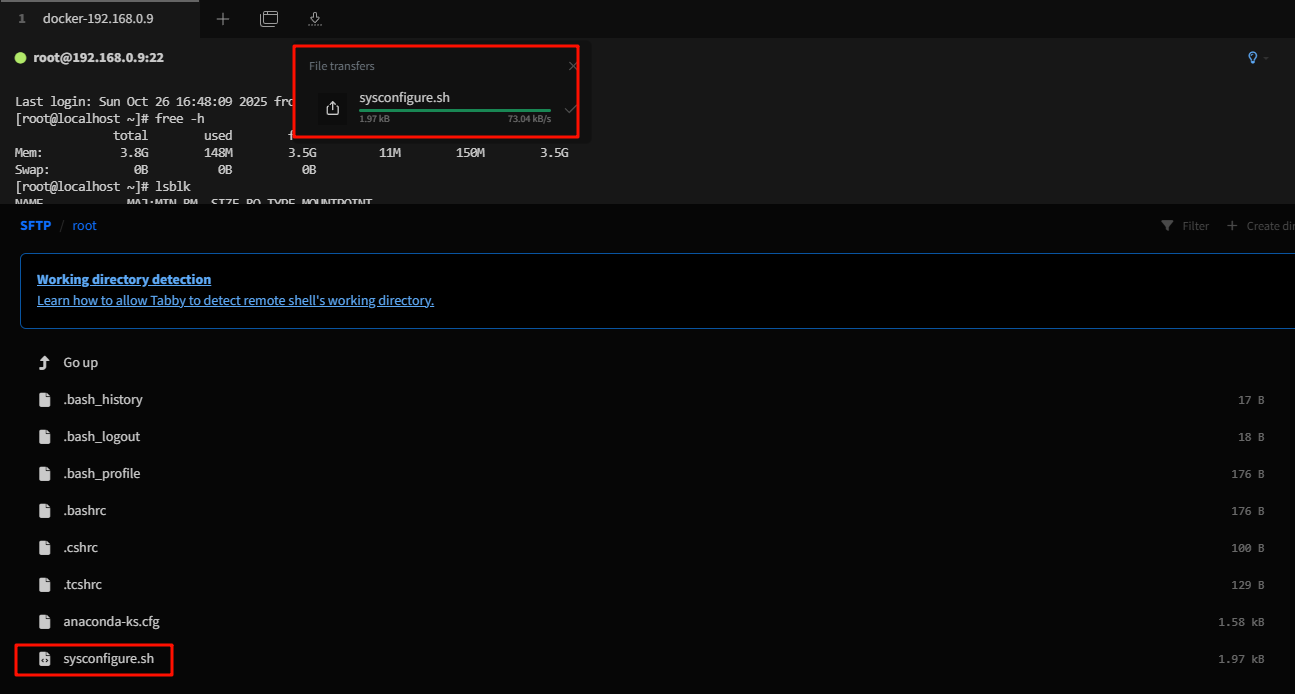 1 docker-192.168.0.9
root@192.168.0.9:22
File transfers
sysconfigure.sh
1.97 kB 73.04 kB/s
Last login: Sun Oct 26 16:48:09 2025 fro
[root@localhost ~]# free -h
total used f
Mem: 3.8G 148M 3.5G 11M 150M 3.5G
Swap: 0B 0B 0B
[root@localhost ~]# lsblk
NAME MAJ:MIN RM SIZE RO TYPE MOUNTPOINT
SFTP / root
Filter + Create dir
Working directory detection
Learn how to allow Tabby to detect remote shell's working directory.
Go up
.bash_history 17 B
.bash_logout 18 B
.bash_profile 176 B
.bashrc 176 B
.cshrc 100 B
.tcshrc 129 B
anaconda-ks.cfg 1.58 kB
sysconfigure.sh 1.97 kB